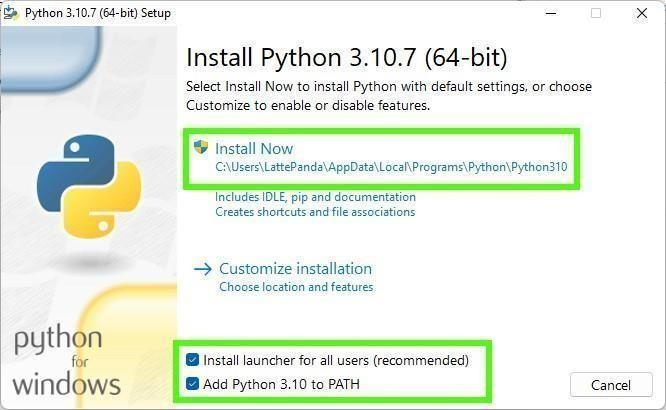 Python 3.10.7 (64-bit) Setup
Install Python 3.10.7 (64-bit)
Select Install Now to install Python with default settings, or choose
Customize to enable or disable features.
Install Now
C:\Users\LattePanda\AppData\Local\Programs\Python\Python310
Includes IDLE, pip and documentation
Creates shortcuts and file associations
Customize installation
Choose location and features
Install launcher for all users (recommended)
Add Python 3.10 to PATH
python
for
windows
Cancel